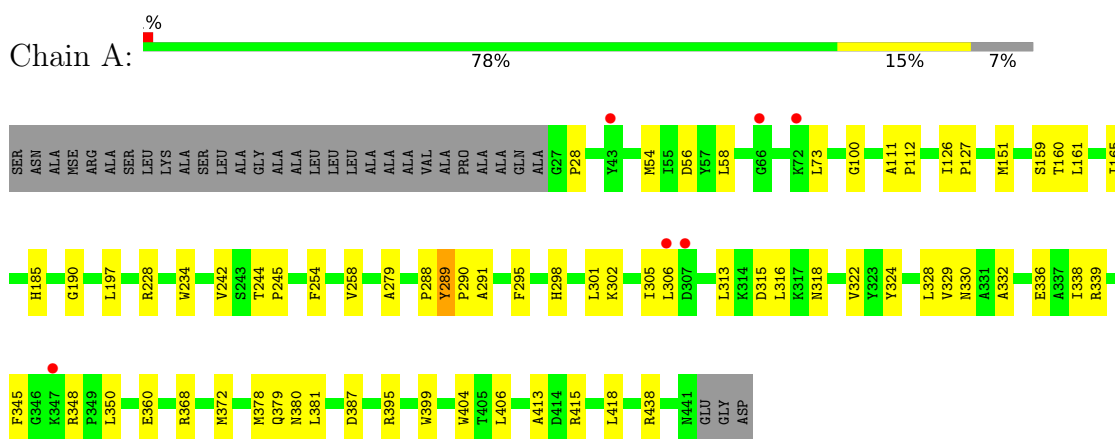 1%
Chain A:
78% 15% 7%
SER ASN ALA MSE ARG ALA SER LEU LYS ALA SER LEU ALA GLY ALA ALA LEU LEU LEU ALA ALA ALA VAL ALA PRO ALA ALA GLN ALA G27 P28 Y43 M54 I55 D56 Y57 L58 G66 K72 L73 G100 A111 P112 I126 P127 M151 S159 T160 L161 I165
H185 G190 L197 R228 W234 V242 S243 T244 P245 F254 V258 A279 P288 Y289 P290 A291 F295 H298 L301 K302 I305 L306 D307 L313 K314 D315 L316 K317 N318 V322 Y323 Y324 L328 V329 N330 A331 A332 E336 A337 I338 R339
F345 G346 K347 R348 P349 L350 E360 R368 M372 M378 Q379 N380 L381 D387 R395 W399 W404 T405 L406 A413 D414 R415 L418 R438 N441 GLU GLY ASP